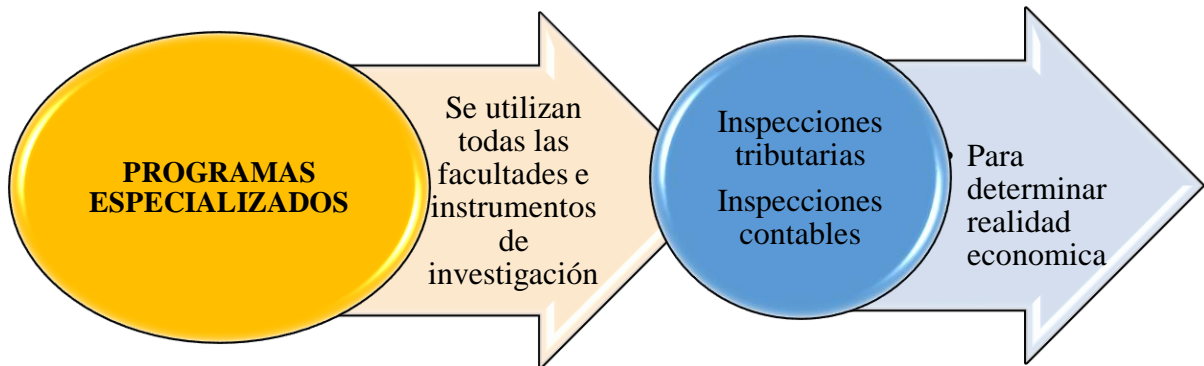 PROGRAMAS
ESPECIALIZADOS
Se utilizan
todas las
facultades e
instrumentos
de
investigación
Inspecciones
tributarias
Inspecciones
contables
• Para
determinar
realidad
economica